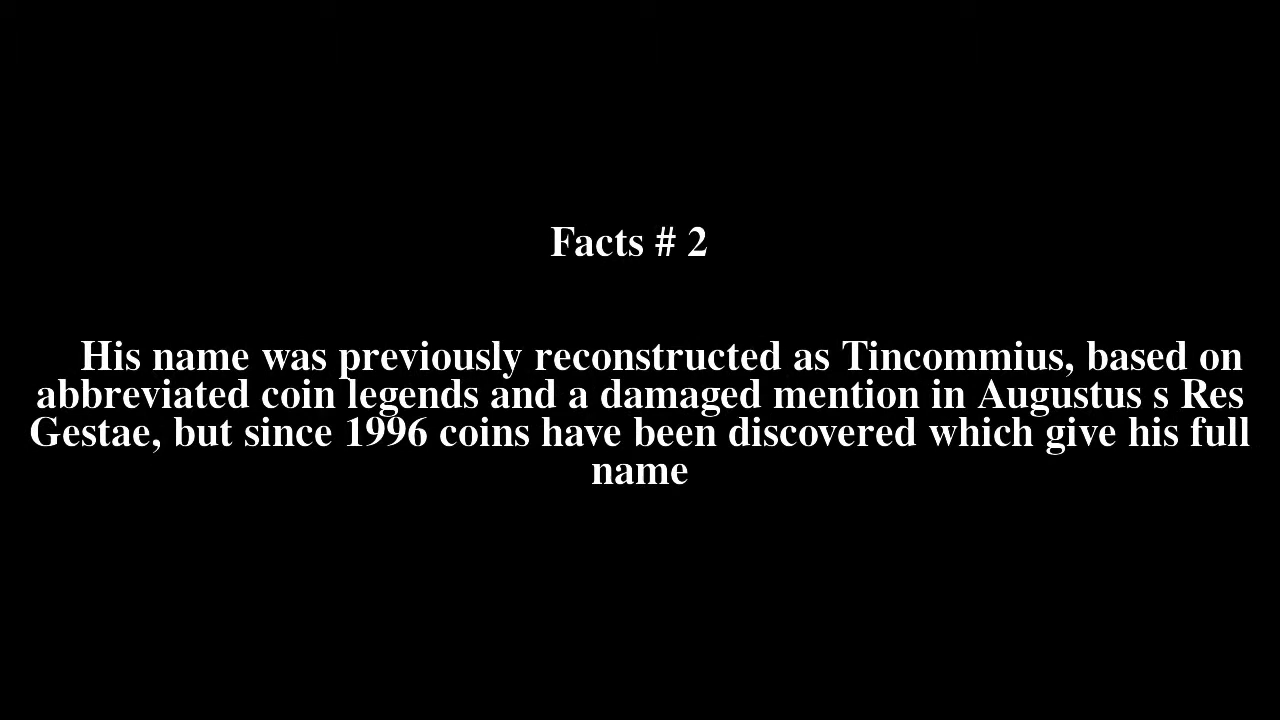 Facts # 2
His name was previously reconstructed as Tincommius, based on
abbreviated coin legends and a damaged mention in Augustus s Res
Gestae, but since 1996 coins have been discovered which give his full
name